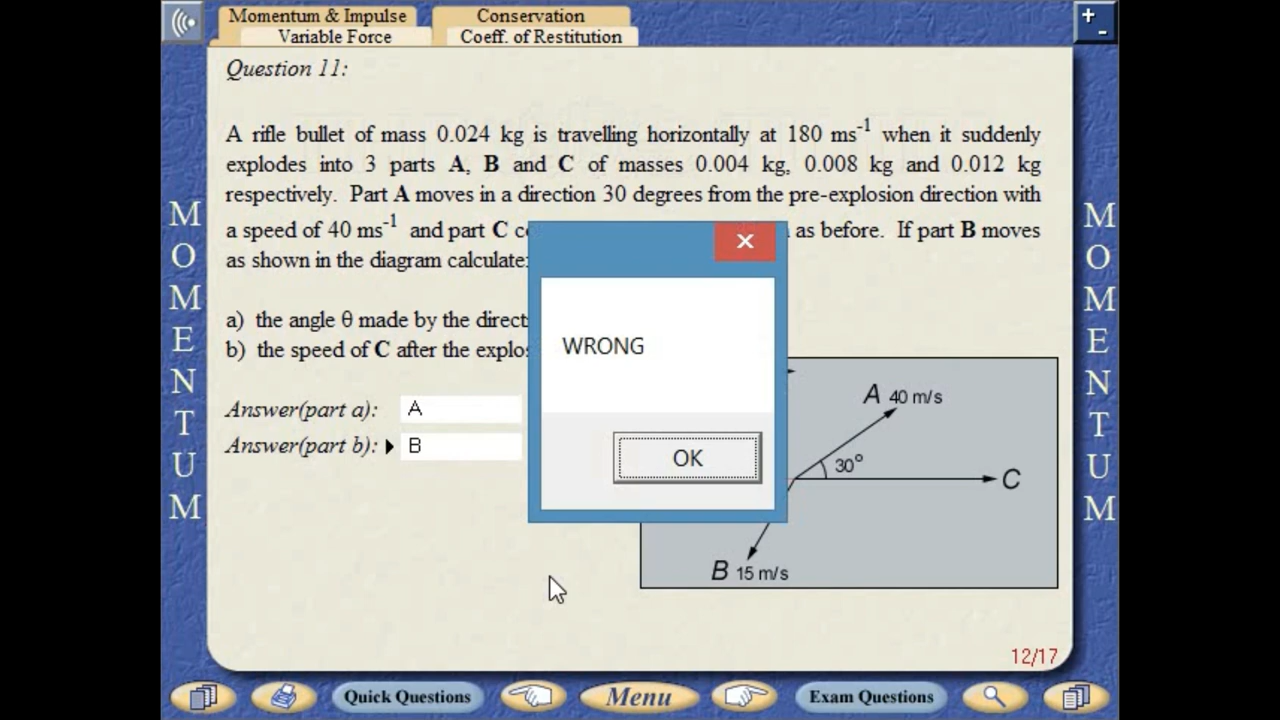 Momentum & Impulse
Conservation
+
-
Variable Force
Coeff. of Restitution
Question 11:
A rifle bullet of mass 0.024 kg is travelling horizontally at 180 ms⁻¹ when it suddenly
explodes into 3 parts A, B and C of masses 0.004 kg, 0.008 kg and 0.012 kg
respectively. Part A moves in a direction 30 degrees from the pre-explosion direction with
a speed of 40 ms⁻¹ and part C as before. If part B moves
as shown in the diagram calculate:
a) the angle θ made by the
b) the speed of C after the
Answer(part a): A
Answer(part b): B
WRONG
OK
A 40 m/s
30°
C
B 15 m/s
MOMENTUM
MOMENTUM
12/17
Quick Questions
Menu
Exam Questions